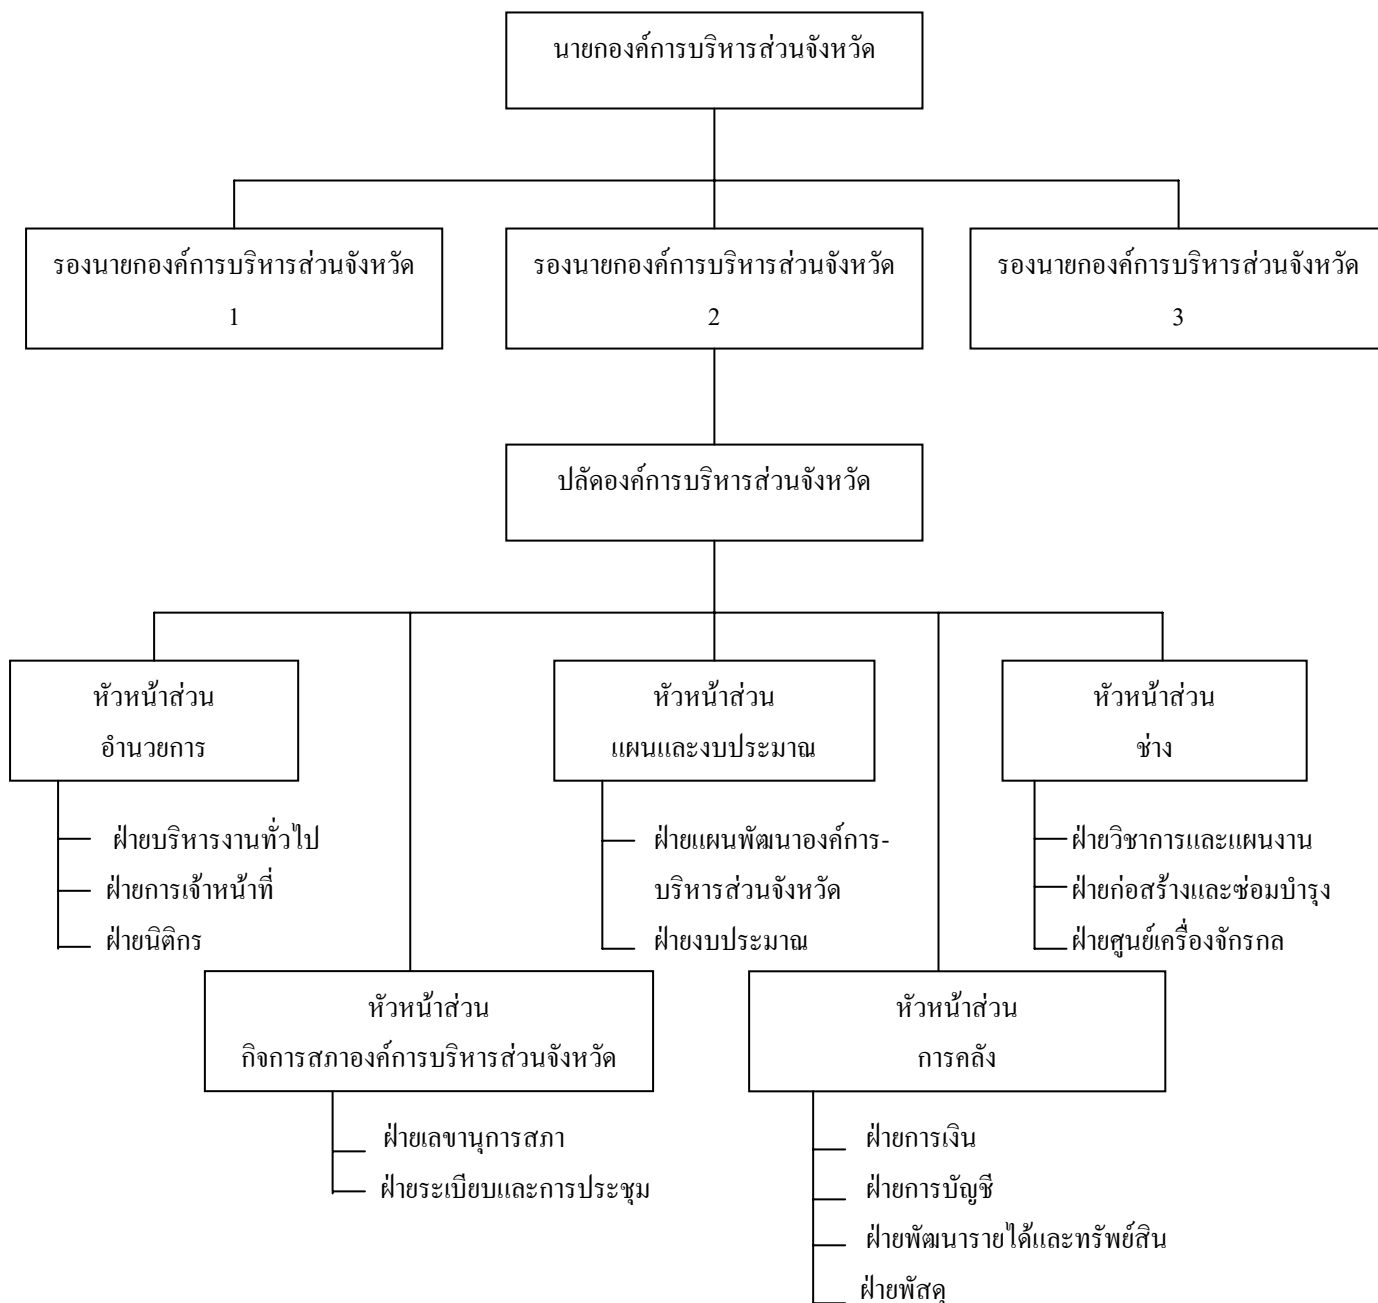 นายกองค์การบริหารส่วนจังหวัด
รองนายกองค์การบริหารส่วนจังหวัด
1
รองนายกองค์การบริหารส่วนจังหวัด
2
รองนายกองค์การบริหารส่วนจังหวัด
3
ปลัดองค์การบริหารส่วนจังหวัด
หัวหน้าส่วน
อำนวยการ
ฝ่ายบริหารงานทั่วไป
ฝ่ายการเจ้าหน้าที่
ฝ่ายนิติกร
หัวหน้าส่วน
แผนและงบประมาณ
ฝ่ายแผนพัฒนาองค์การ-
บริหารส่วนจังหวัด
ฝ่ายงบประมาณ
หัวหน้าส่วน
ช่าง
ฝ่ายวิชาการและแผนงาน
ฝ่ายก่อสร้างและซ่อมบำรุง
ฝ่ายศูนย์เครื่องจักรกล
หัวหน้าส่วน
กิจการสภาองค์การบริหารส่วนจังหวัด
ฝ่ายเลขานุการสภา
ฝ่ายระเบียบและการประชุม
หัวหน้าส่วน
การคลัง
ฝ่ายการเงิน
ฝ่ายการบัญชี
ฝ่ายพัฒนารายได้และทรัพย์สิน
ฝ่ายพัสดุ